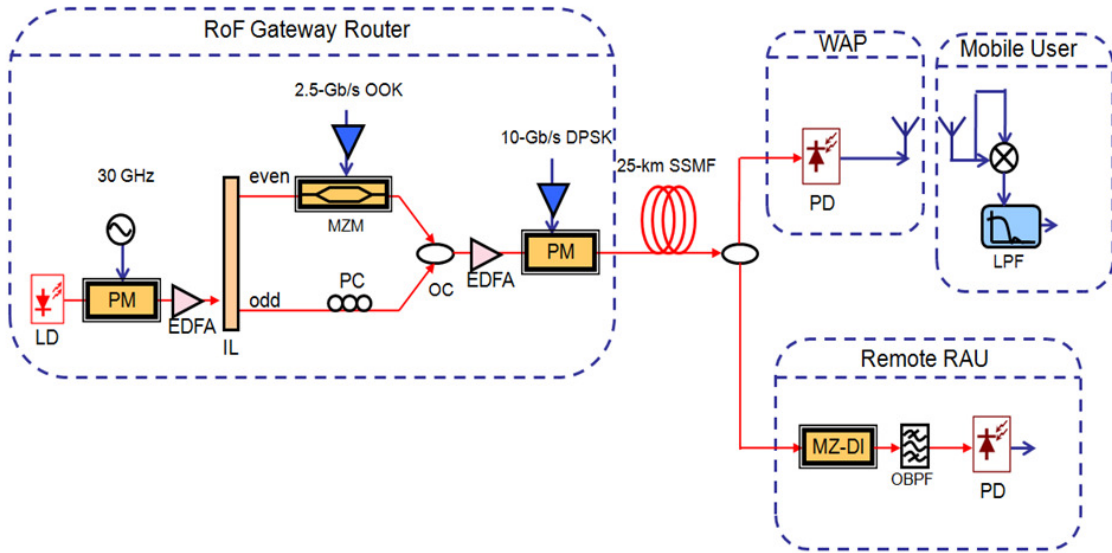 RoF Gateway Router
WAP
Mobile User
2.5-Gb/s OOK
10-Gb/s DPSK
25-km SSMF
30 GHz
even
MZM
PD
LPF
PM
PM
EDFA
OC
PC
odd
EDFA
LD
IL
Remote RAU
MZ-DI
OBPF
PD